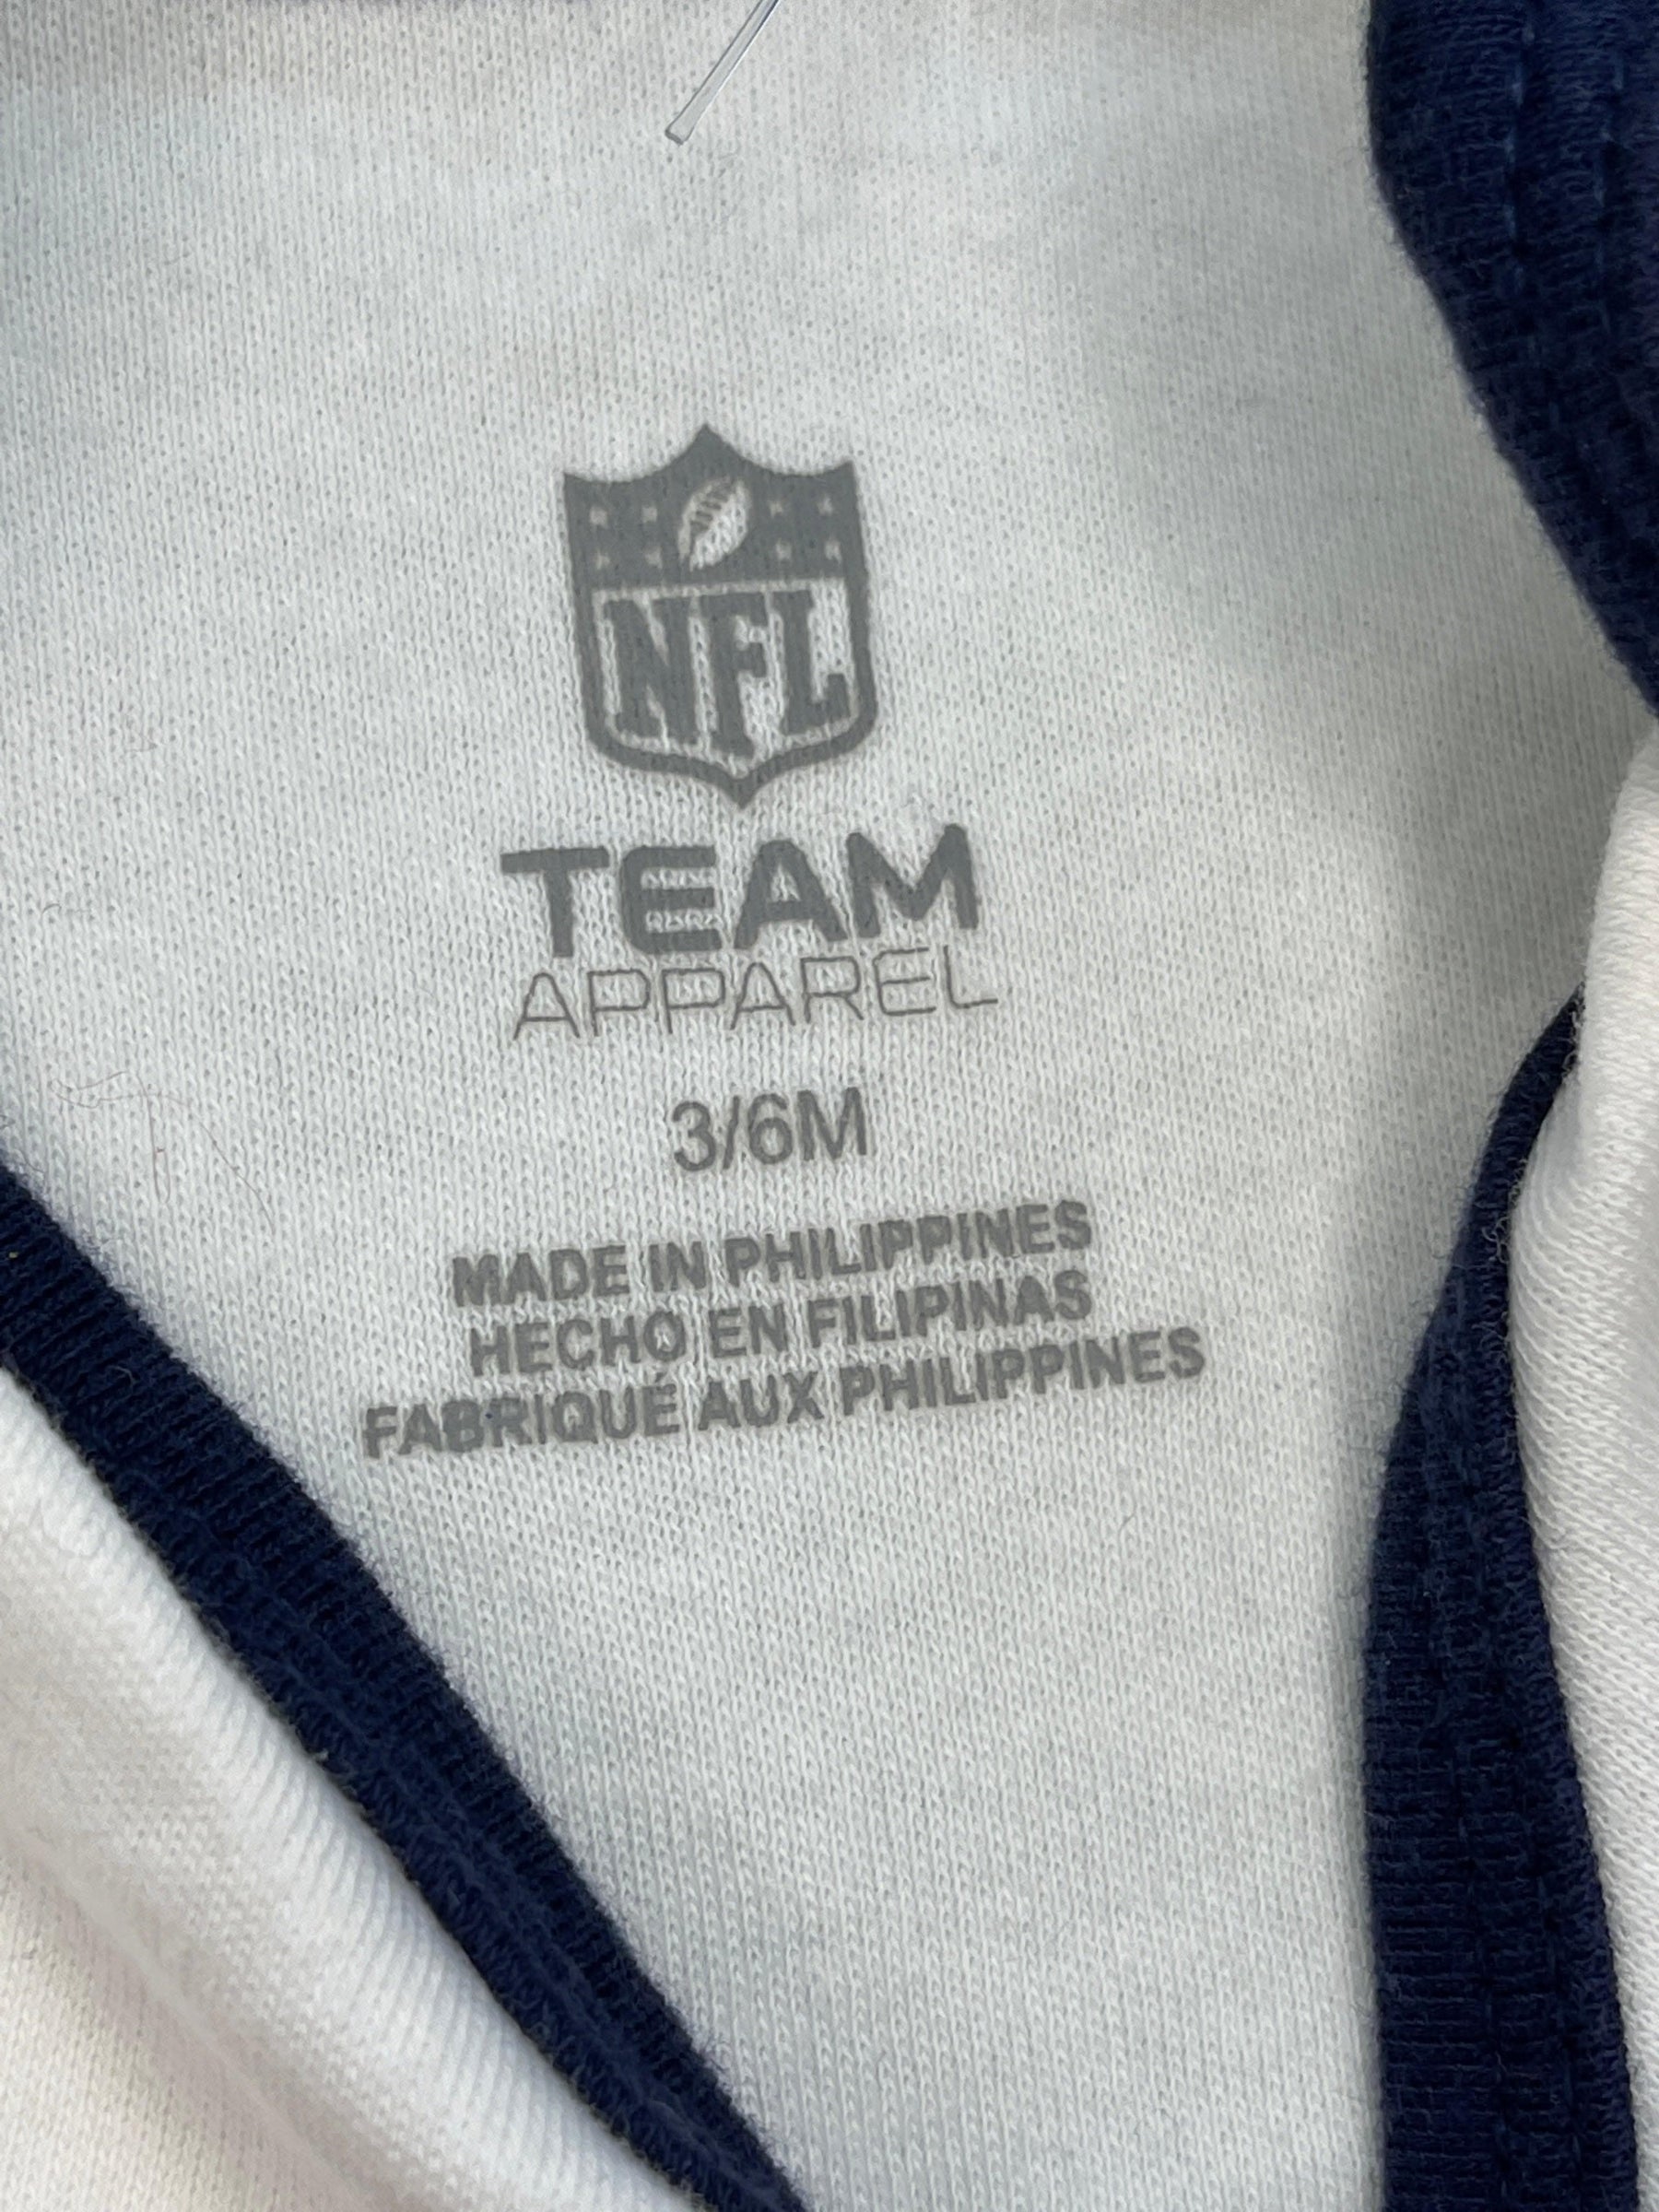 NFL
TEAM
APPAREL
3/6M
MADE IN PHILIPPINES
HECHO EN FILIPINAS
FABRIQUÉ AUX PHILIPPINES